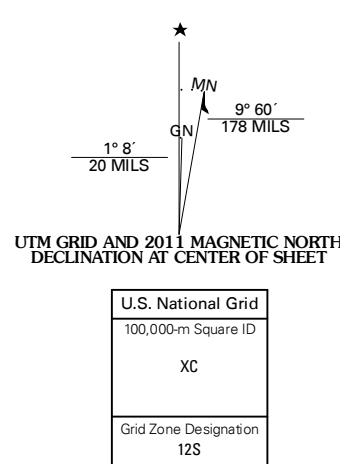 ★
MN
9° 60´
178 MILS
GN
1° 8´
20 MILS
UTM GRID AND 2011 MAGNETIC NORTH
DECLINATION AT CENTER OF SHEET
U.S. National Grid
100,000-m Square ID
XC
Grid Zone Designation
12S